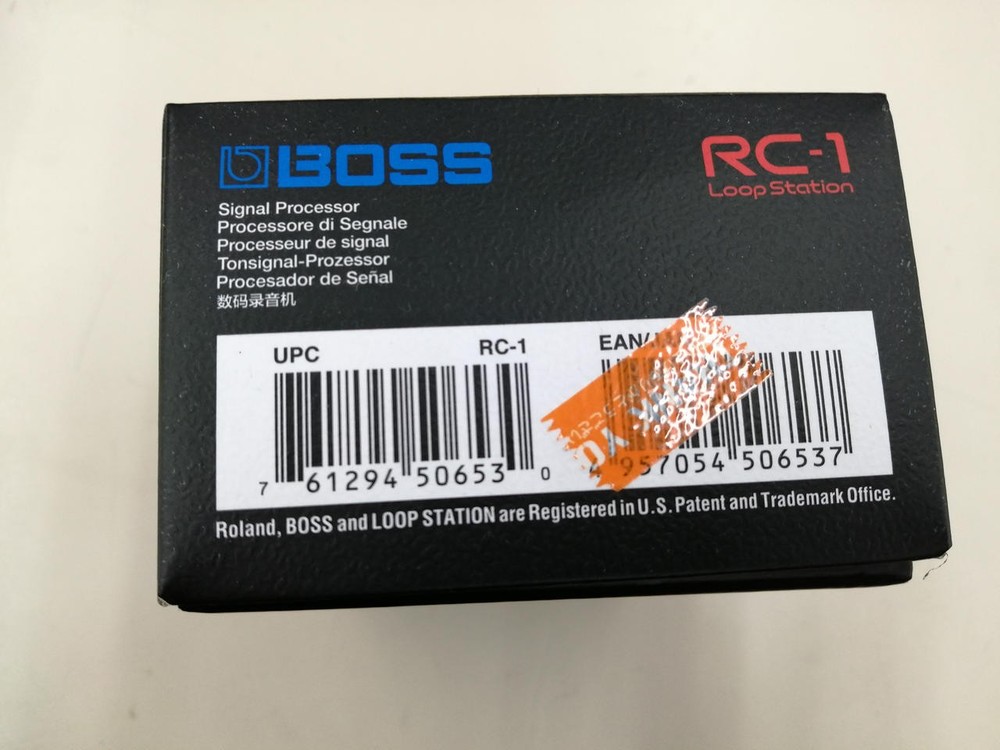 BOSS
RC-1
Loop Station
Signal Processor
Processore di Segnale
Processeur de signal
Tonsignal-Prozessor
Procesador de Señal
数码录音机
UPC RC-1 EAN/
7 61294 50653 0
4 957054 506537
Roland, BOSS and LOOP STATION are Registered in U.S. Patent and Trademark Office.